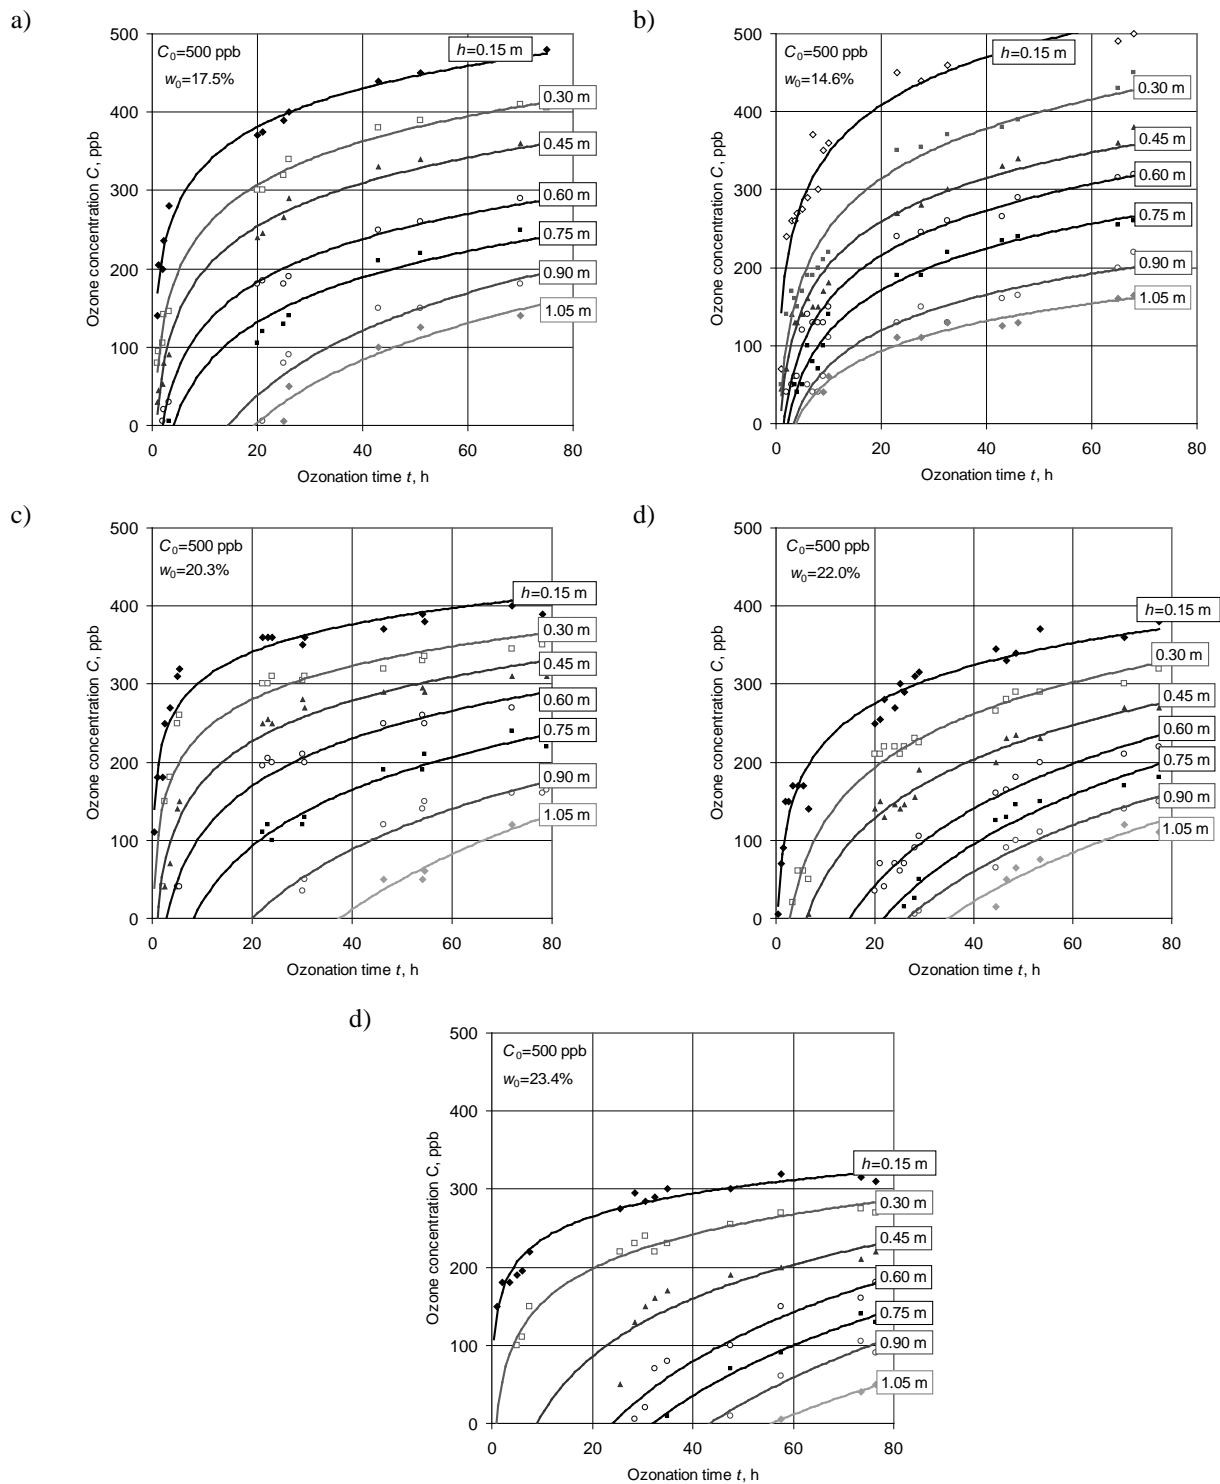 a)
500
400
300
200
100
0
0 20 40 60 80
Ozone concentration C, ppb
Ozonation time t, h
C0=500 ppb
w0=17.5%
h=0.15 m
0.30 m
0.45 m
0.60 m
0.75 m
0.90 m
1.05 m
b)
500
400
300
200
100
0
0 20 40 60 80
Ozone concentration C, ppb
Ozonation time t, h
C0=500 ppb
w0=14.6%
h=0.15 m
0.30 m
0.45 m
0.60 m
0.75 m
0.90 m
1.05 m
c)
500
400
300
200
100
0
0 20 40 60 80
Ozone concentration C, ppb
Ozonation time t, h
C0=500 ppb
w0=20.3%
h=0.15 m
0.30 m
0.45 m
0.60 m
0.75 m
0.90 m
1.05 m
d)
500
400
300
200
100
0
0 20 40 60 80
Ozone concentration C, ppb
Ozonation time t, h
C0=500 ppb
w0=22.0%
h=0.15 m
0.30 m
0.45 m
0.60 m
0.75 m
0.90 m
1.05 m
d)
500
400
300
200
100
0
0 20 40 60 80
Ozone concentration C, ppb
Ozonation time t, h
C0=500 ppb
w0=23.4%
h=0.15 m
0.30 m
0.45 m
0.60 m
0.75 m
0.90 m
1.05 m